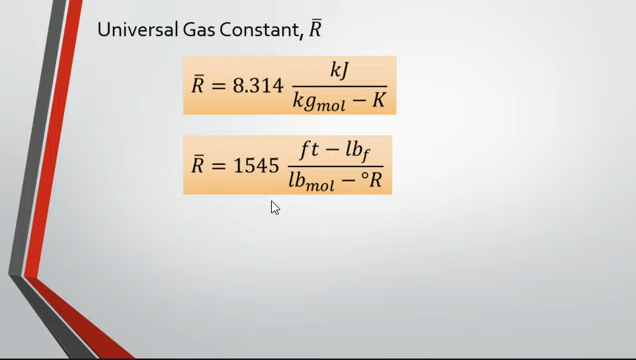 Universal Gas Constant, R̄
R̄ = 8.314 kJ / kg_mol − K
R̄ = 1545 ft − lb_f / lb_mol − °R